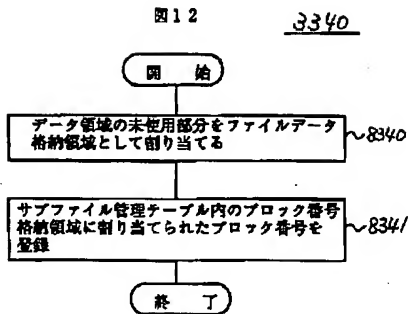 図12
3340
開 始
データ領域の未使用部分をファイルデータ
格納領域として割り当てる
~8340
サブファイル管理テーブル内のブロック番号
格納領域に割り当てられたブロック番号を
登録
~8341
終 了